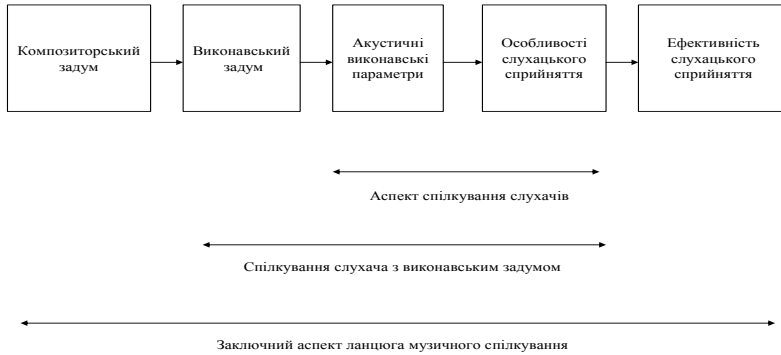 Композиторський
задум
Виконавський
задум
Акустичні
виконавські
параметри
Особливості
слухацького
сприйняття
Ефективність
слухацького
сприйняття
Аспект спілкування слухачів
Спілкування слухача з виконавським задумом
Заключний аспект ланцюга музичного спілкування